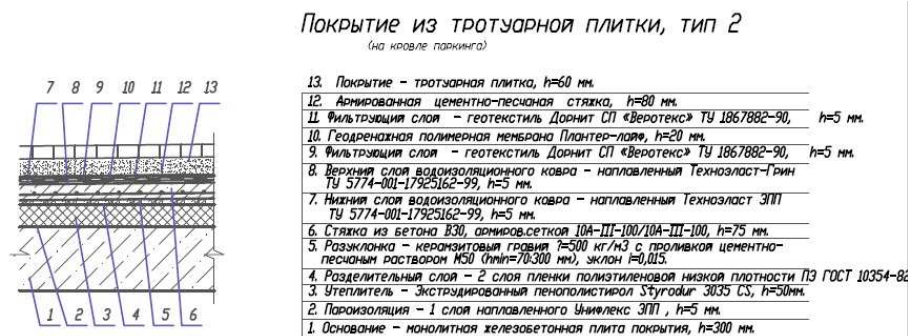 Покрытие из тротуарной плитки, тип 2
(на кровле паркинга)
7 8 9 10 11 12 13
13. Покрытие – тротуарная плитка, h=60 мм.
12. Армированная цементно-песчаная стяжка, h=80 мм.
11. Фильтрующий слой – геотекстиль Дорнит СП «Веротекс» ТУ 1867882-90, h=5 мм.
10. Геодренажная полимерная мембрана Плантер-лайф, h=20 мм.
9. Фильтрующий слой – геотекстиль Дорнит СП «Веротекс» ТУ 1867882-90, h=5 мм.
8. Верхний слой водоизоляционного ковра – наплавленный Техноэласт-Грин
ТУ 5774-001-17925162-99, h=5 мм.
7. Нижний слой водоизоляционного ковра – наплавленный Техноэласт ЭПП
ТУ 5774-001-17925162-99, h=5 мм.
6. Стяжка из бетона В30, армиров.сеткой 10А-III-100/10А-III-100, h=75 мм.
5. Разуклонка – керамзитовый гравий ?=500 кг/м3 с проливкой цементно-
песчаным раствором М50 (hmin=70:300 мм), уклон i=0,015.
4. Разделительный слой – 2 слоя пленки полиэтиленовой низкой плотности ПЭ ГОСТ 10354-82
3. Утеплитель – Экструдированный пенополистирол Styrodur 3035 CS, h=50мм.
2. Пароизоляция – 1 слой наплавленного Унифлекс ЭПП , h=5 мм.
1. Основание – монолитная железобетонная плита покрытия, h=300 мм.
1 2 3 4 5 6